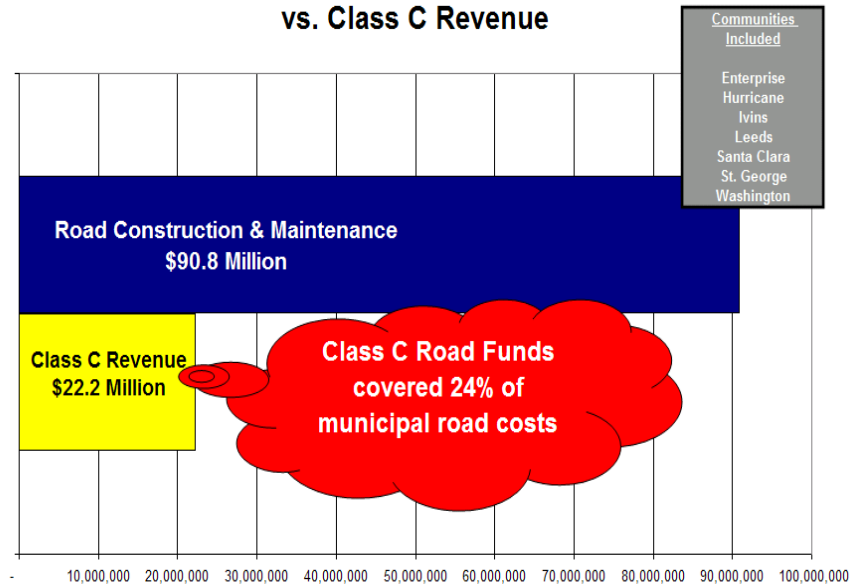 vs. Class C Revenue
Communities
Included
Enterprise
Hurricane
Ivins
Leeds
Santa Clara
St. George
Washington
Road Construction & Maintenance
$90.8 Million
Class C Revenue
$22.2 Million
Class C Road Funds
covered 24% of
municipal road costs
- 10,000,000 20,000,000 30,000,000 40,000,000 50,000,000 60,000,000 70,000,000 80,000,000 90,000,000 100,000,000